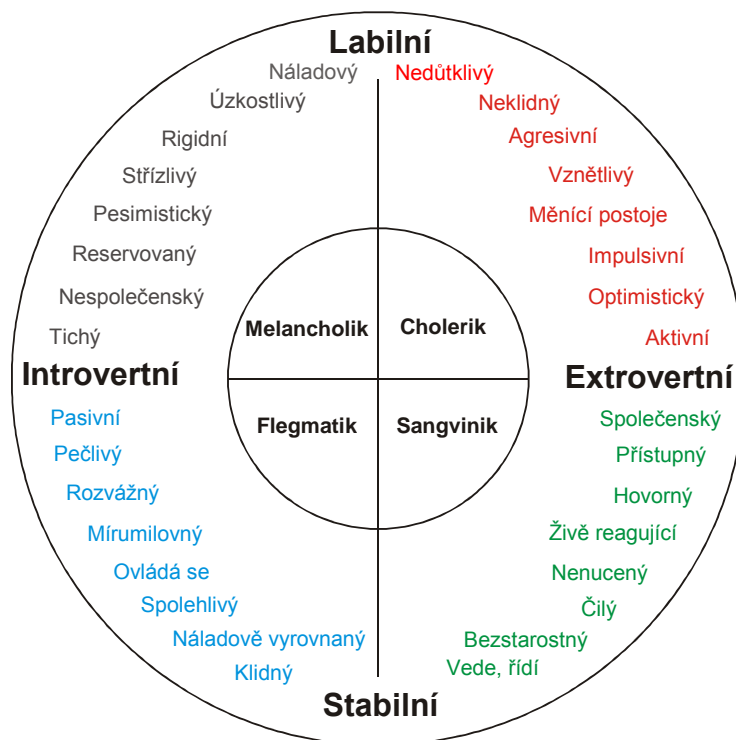 Labilní
Náladový
Nedůtklivý
Úzkostlivý
Neklidný
Rigidní
Agresivní
Střízlivý
Vznětlivý
Pesimistický
Měnící postoje
Reservovaný
Impulsivní
Nespolečenský
Optimistický
Tichý
Aktivní
Melancholik
Cholerik
Introvertní
Extrovertní
Flegmatik
Sangvinik
Pasivní
Společenský
Pečlivý
Přístupný
Rozvážný
Hovorný
Mírumilovný
Živě reagující
Ovládá se
Nenucený
Spolehlivý
Čilý
Náladově vyrovnaný
Bezstarostný
Klidný
Vede, řídí
Stabilní